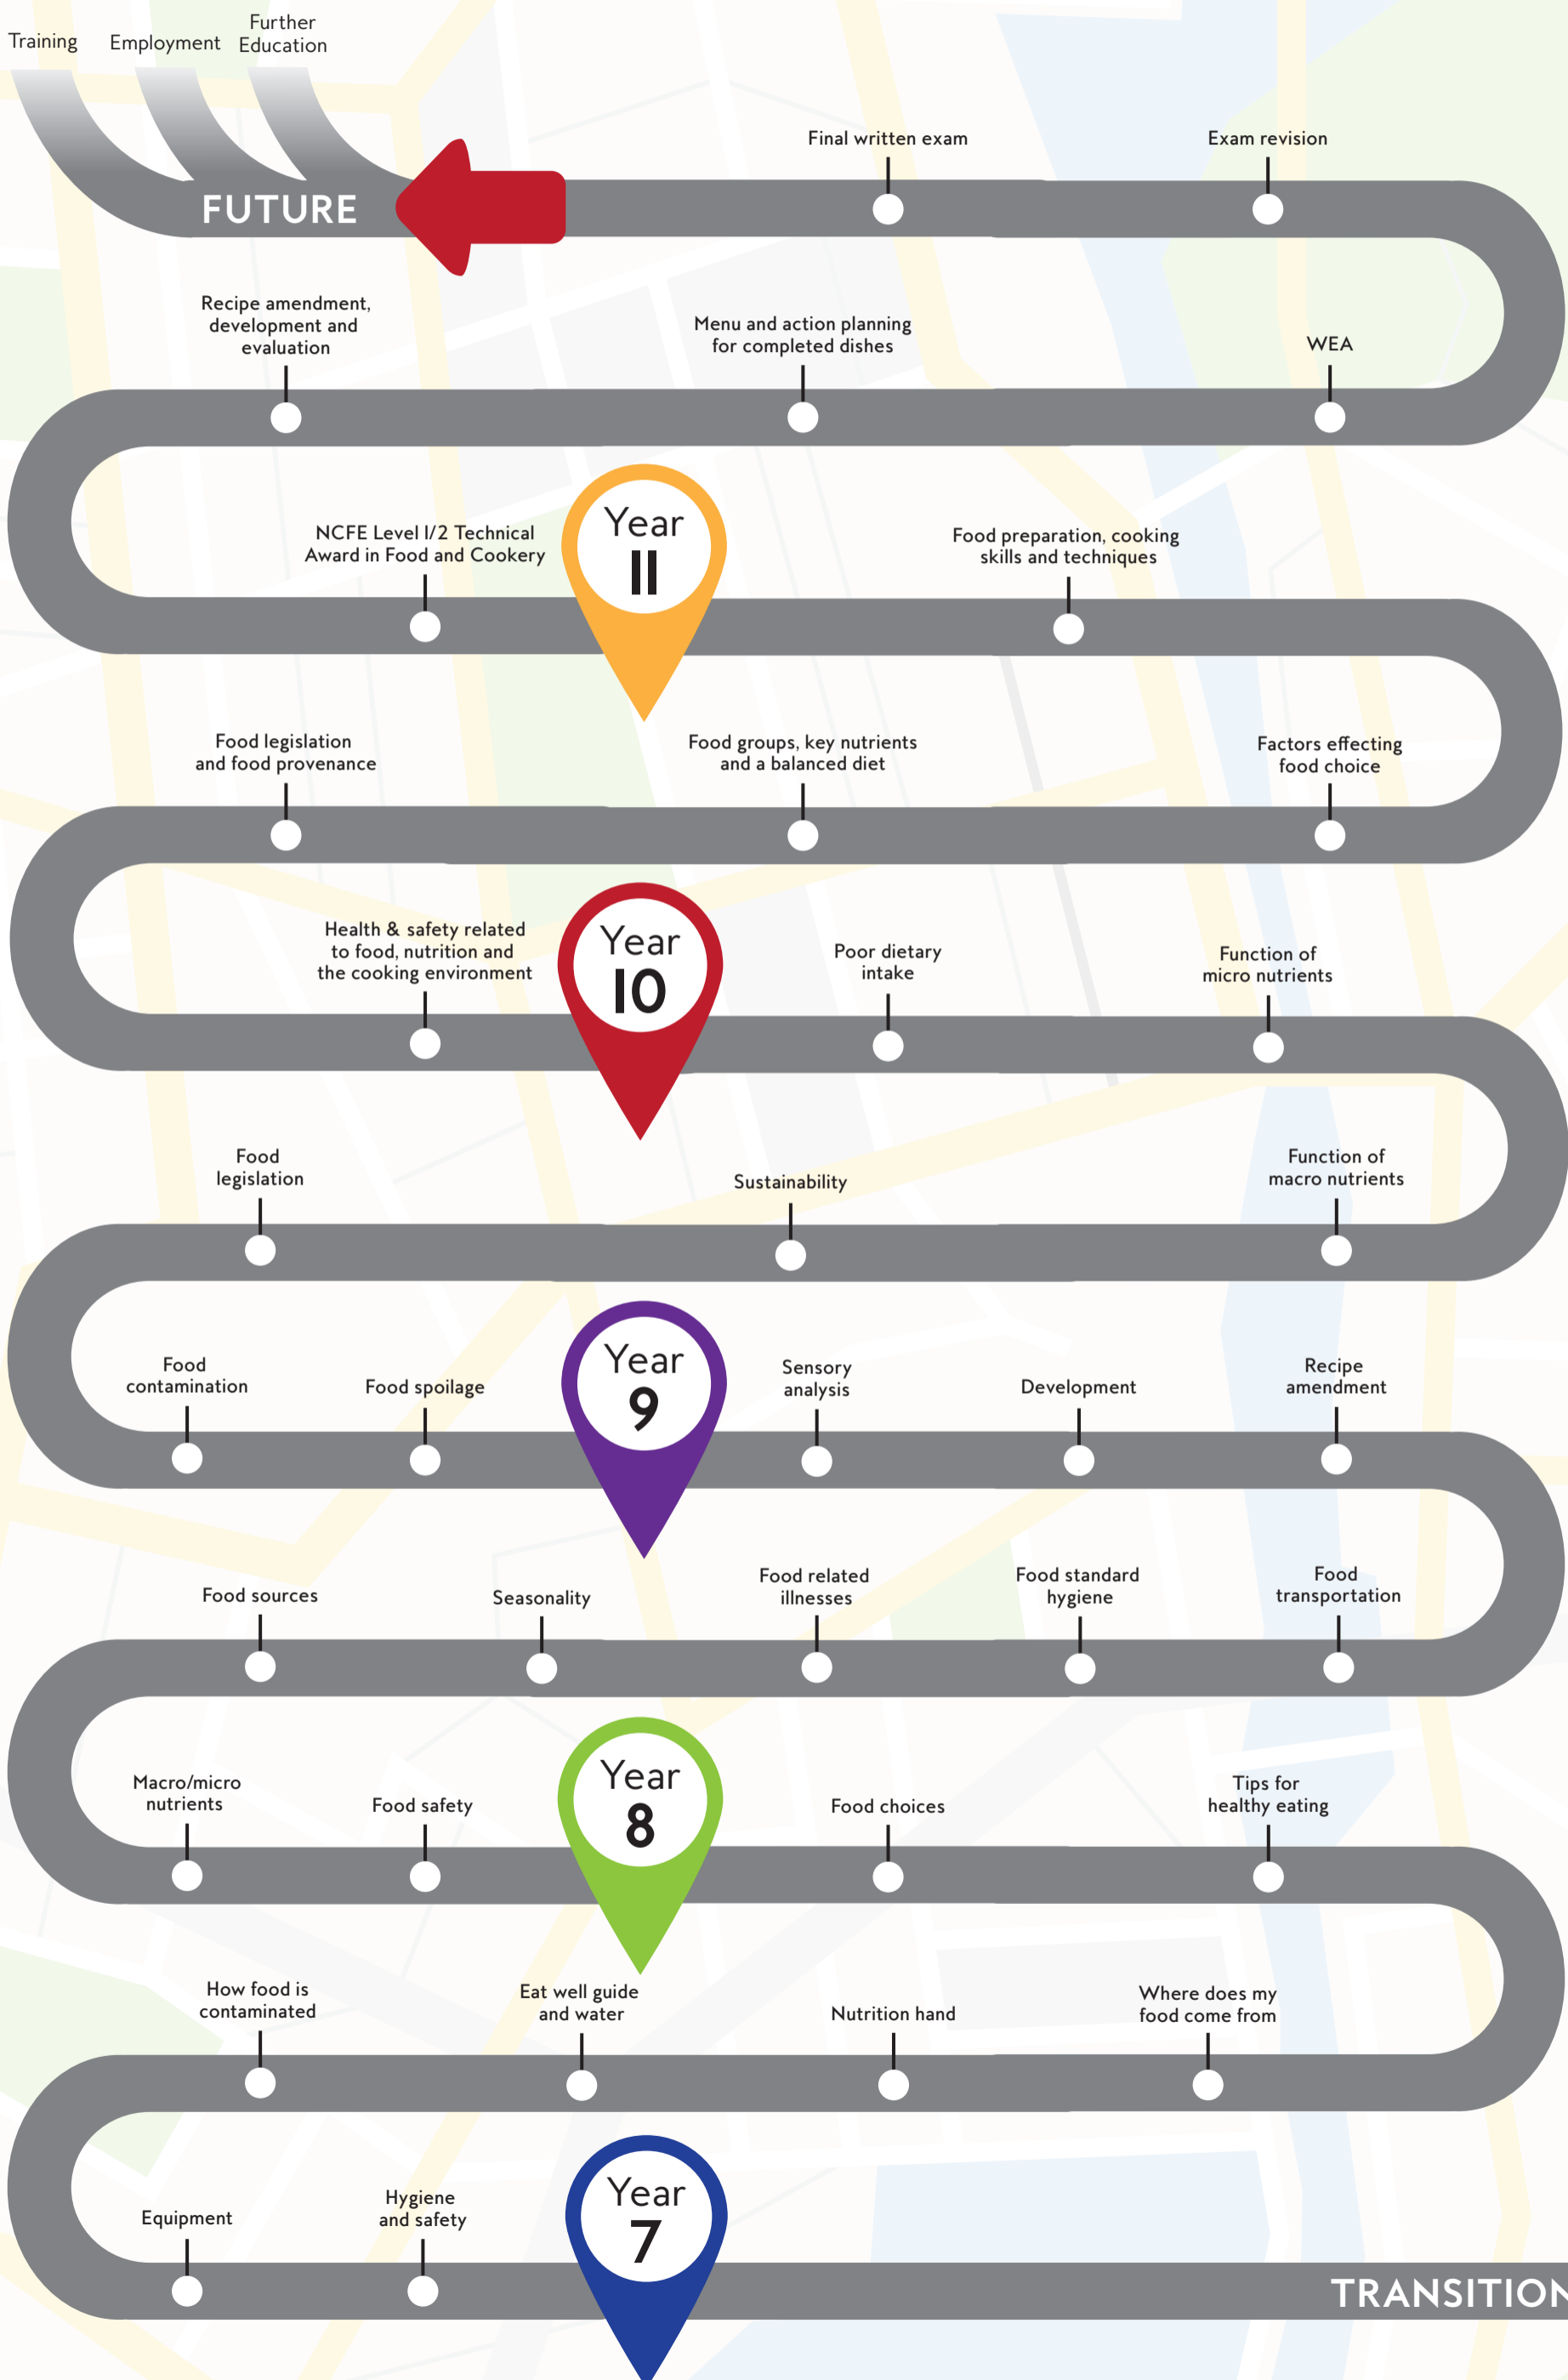 Training
Employment
Further
Education
Final written exam
Exam revision
FUTURE
Recipe amendment,
development and
evaluation
Menu and action planning
for completed dishes
WEA
NCFE Level 1/2 Technical
Award in Food and Cookery
Year
11
Food preparation, cooking
skills and techniques
Food legislation
and food provenance
Food groups, key nutrients
and a balanced diet
Factors effecting
food choice
Health & safety related
to food, nutrition and
the cooking environment
Year
10
Poor dietary
intake
Function of
micro nutrients
Food
legislation
Sustainability
Function of
macro nutrients
Food
contamination
Food spoilage
Year
9
Sensory
analysis
Development
Recipe
amendment
Food sources
Seasonality
Food related
illnesses
Food standard
hygiene
Food
transportation
Macro/micro
nutrients
Food safety
Year
8
Food choices
Tips for
healthy eating
How food is
contaminated
Eat well guide
and water
Nutrition hand
Where does my
food come from
Equipment
Hygiene
and safety
Year
7
TRANSITION